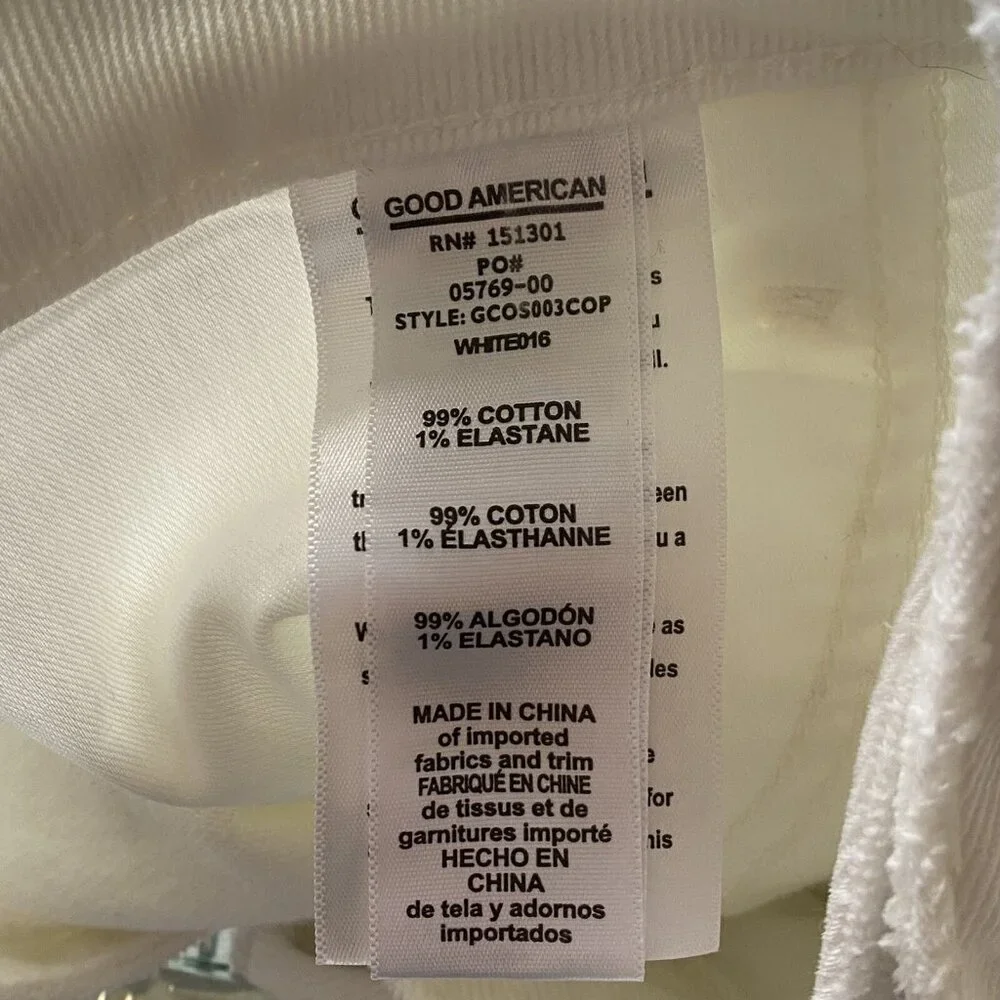 GOOD AMERICAN
RN# 151301
PO#
05769-00
STYLE: GCOS003COP
WHITE016
99% COTTON
1% ELASTANE
99% COTON
1% ÉLASTHANNE
99% ALGODÓN
1% ELASTANO
MADE IN CHINA
of imported
fabrics and trim
FABRIQUÉ EN CHINE
de tissus et de
garnitures importé
HECHO EN
CHINA
de tela y adornos
importados
u a
as
for